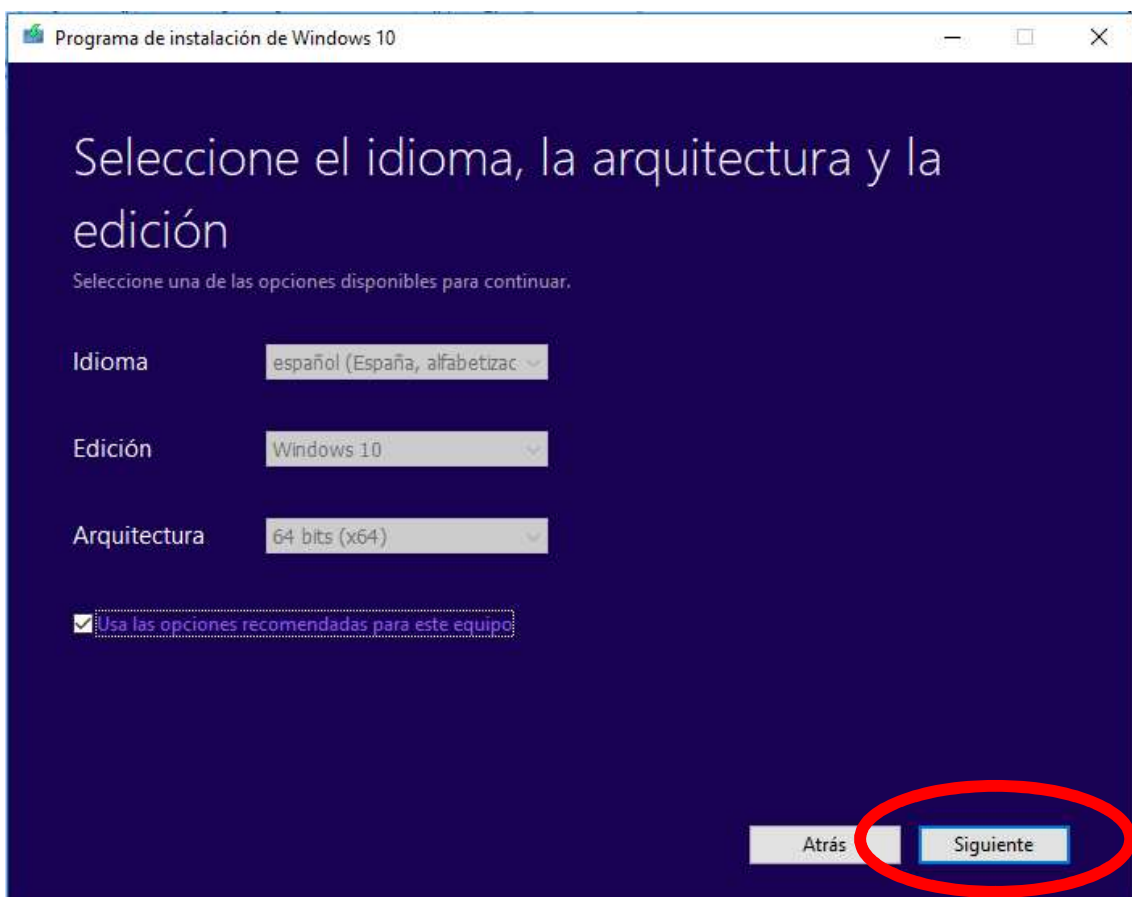 Programa de instalación de Windows 10
Seleccione el idioma, la arquitectura y la
edición
Seleccione una de las opciones disponibles para continuar.
Idioma
español (España, alfabetizac
Edición
Windows 10
Arquitectura
64 bits (x64)
Usa las opciones recomendadas para este equipo
Atrás
Siguiente